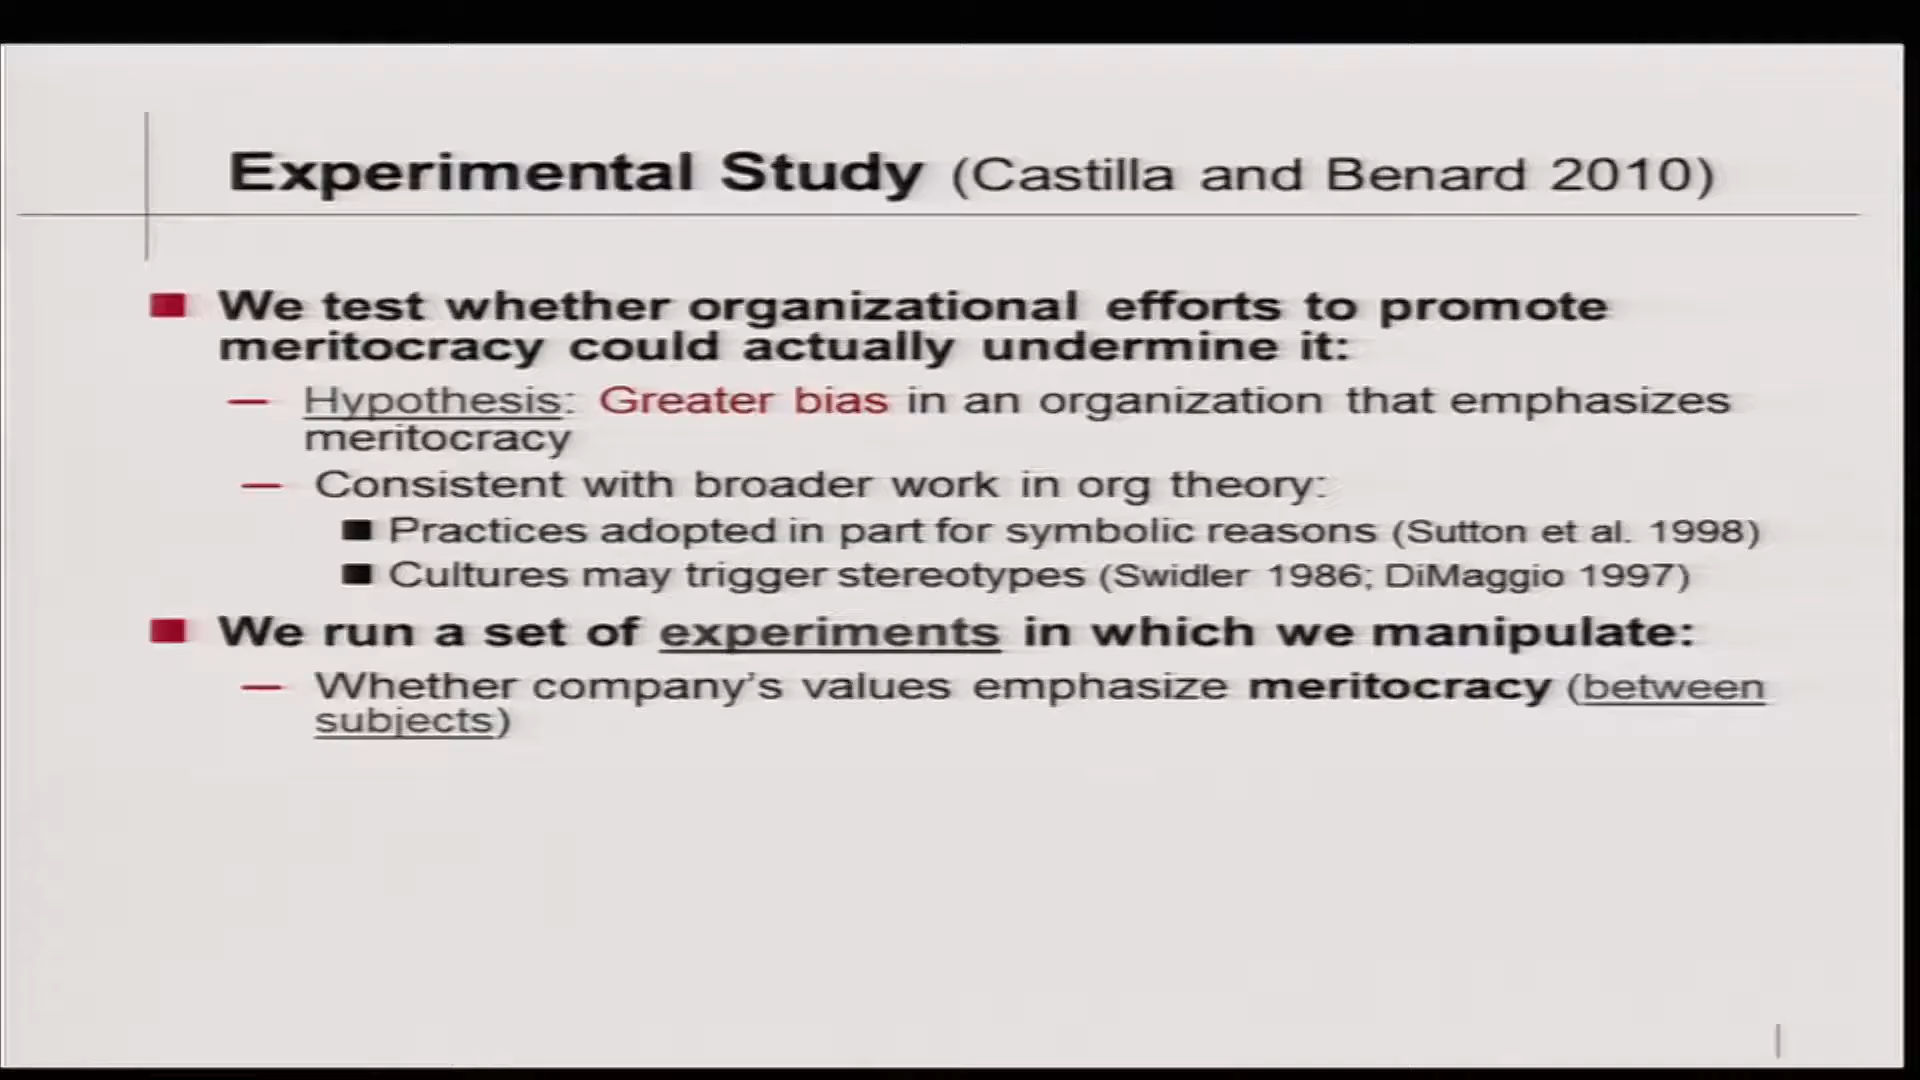 Experimental Study (Castilla and Benard 2010)
We test whether organizational efforts to promote
meritocracy could actually undermine it:
— Hypothesis: Greater bias in an organization that emphasizes
meritocracy
— Consistent with broader work in org theory:
Practices adopted in part for symbolic reasons (Sutton et al. 1998)
Cultures may trigger stereotypes (Swidler 1986; DiMaggio 1997)
We run a set of experiments in which we manipulate:
— Whether company's values emphasize meritocracy (between
subjects)